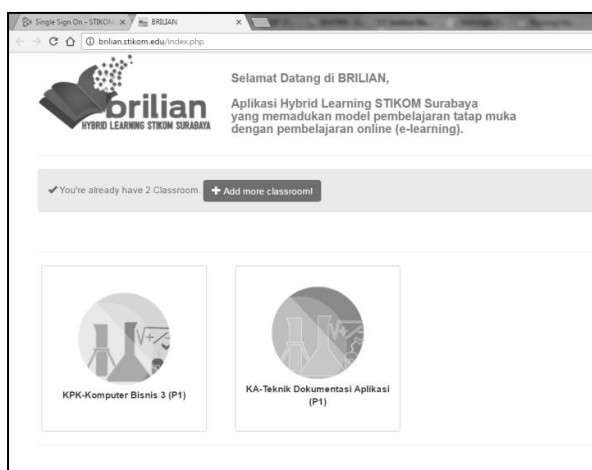 Single Sign On - STIKOM
BRILIAN
brilian.stikom.edu/index.php
brilian
HYBRID LEARNING STIKOM SURABAYA
Selamat Datang di BRILIAN,
Aplikasi Hybrid Learning STIKOM Surabaya
yang memadukan model pembelajaran tatap muka
dengan pembelajaran online (e-learning).
You're already have 2 Classroom.
Add more classroom!
KPK-Komputer Bisnis 3 (P1)
KA-Teknik Dokumentasi Aplikasi
(P1)